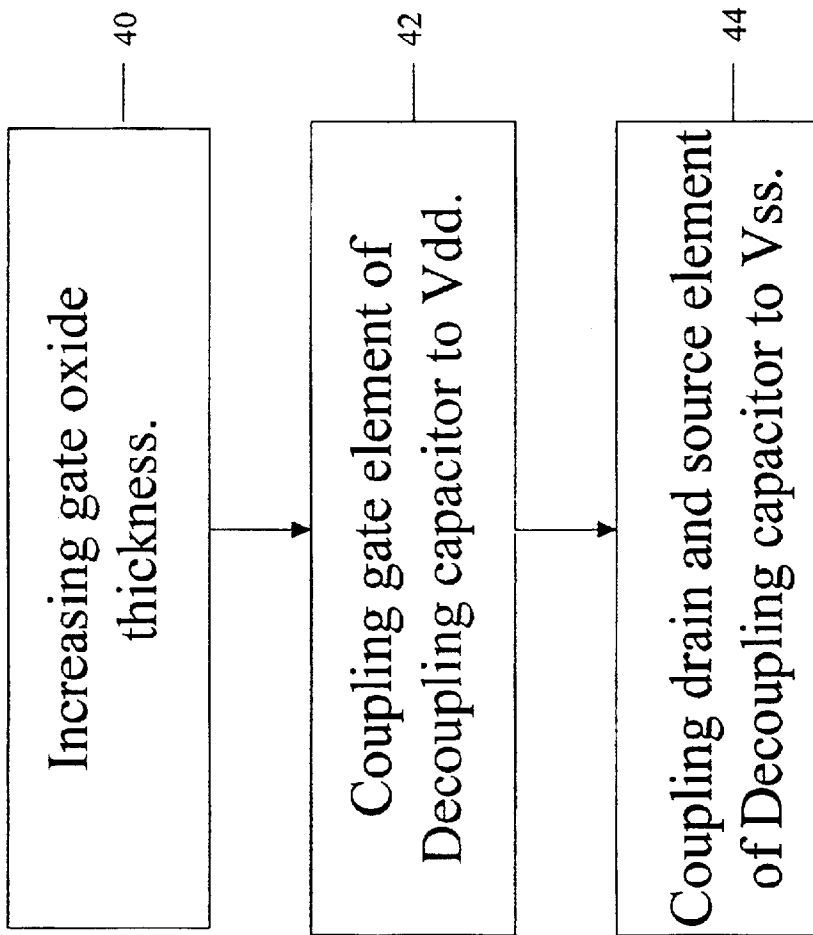 Increasing gate oxide
thickness.
40
Coupling gate element of
Decoupling capacitor to Vdd.
42
Coupling drain and source element
of Decoupling capacitor to Vss.
44